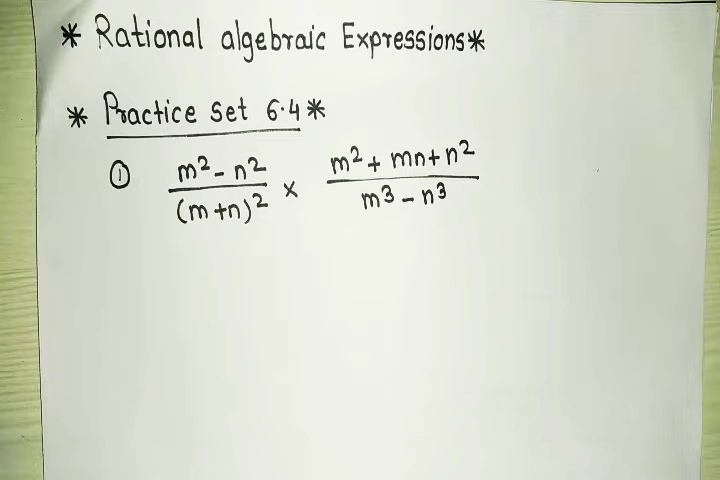 * Rational algebraic Expressions *
* Practice set 6.4 *
① (m² - n²)/(m + n)² × (m² + mn + n²)/(m³ - n³)